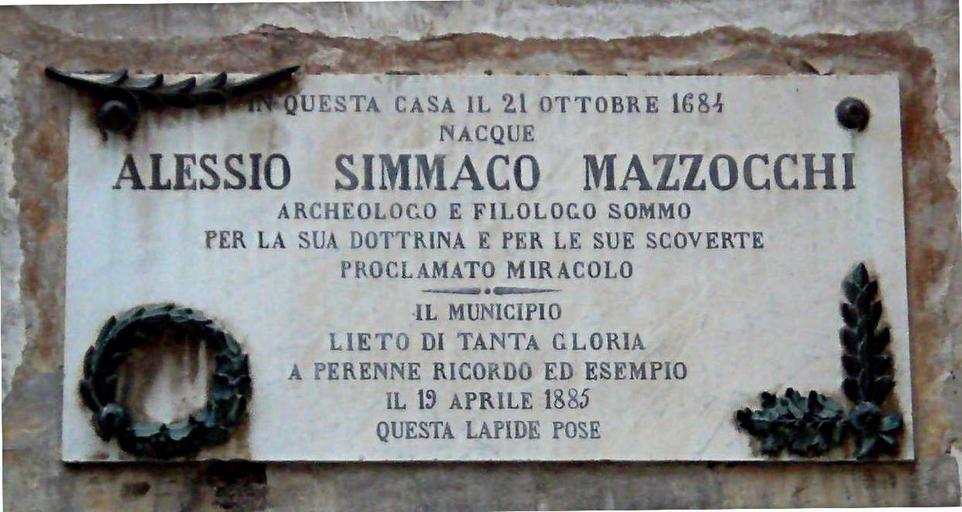 IN QUESTA CASA IL 21 OTTOBRE 1684
NACQUE
ALESSIO SIMMACO MAZZOCCHI
ARCHEOLOGO E FILOLOGO SOMMO
PER LA SUA DOTTRINA E PER LE SUE SCOVERTE
PROCLAMATO MIRACOLO
IL MUNICIPIO
LIETO DI TANTA GLORIA
A PERENNE RICORDO ED ESEMPIO
IL 19 APRILE 1885
QUESTA LAPIDE POSE